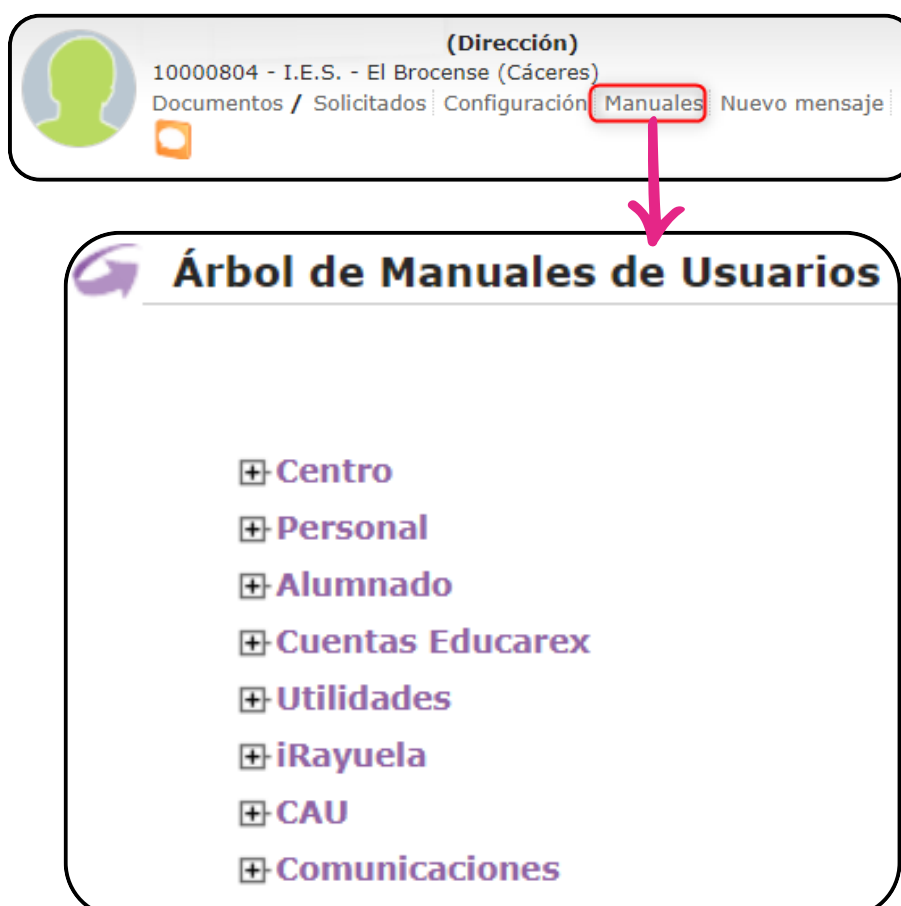 (Dirección)
10000804 - I.E.S. - El Brocense (Cáceres)
Documentos / Solicitados Configuración Manuales Nuevo mensaje
Árbol de Manuales de Usuarios
Centro
Personal
Alumnado
Cuentas Educarex
Utilidades
iRayuela
CAU
Comunicaciones